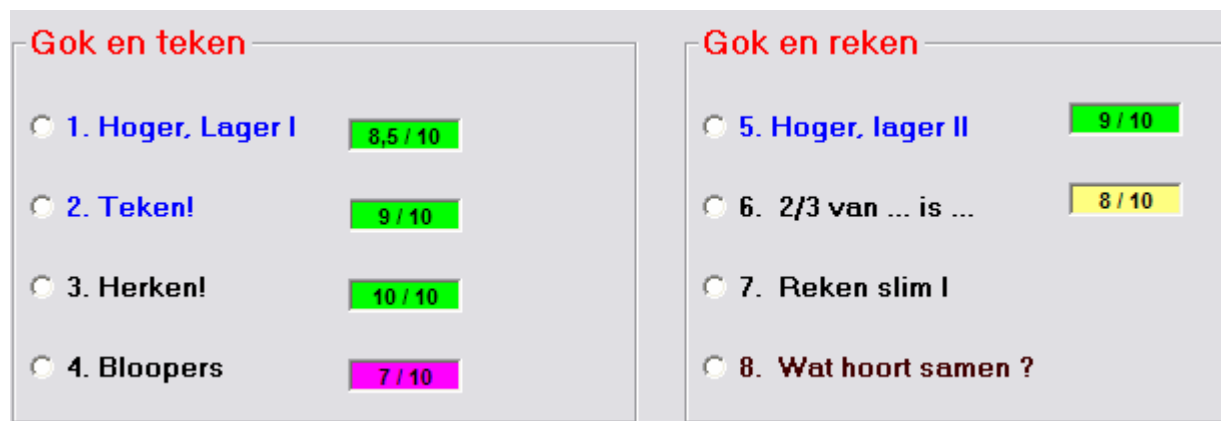 Gok en teken
1. Hoger, Lager I 8,5 / 10
2. Teken! 9 / 10
3. Herken! 10 / 10
4. Bloopers 7 / 10
Gok en reken
5. Hoger, lager II 9 / 10
6. 2/3 van ... is ... 8 / 10
7. Reken slim I
8. Wat hoort samen ?